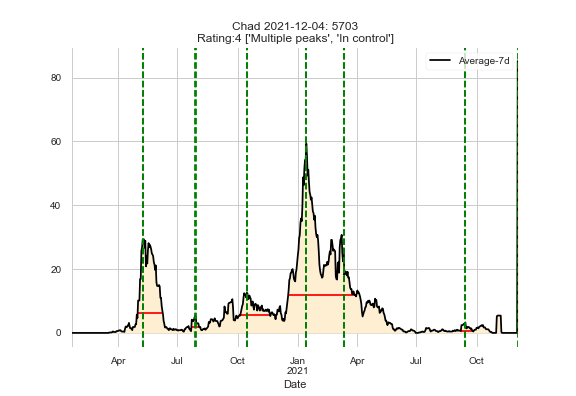 Chad 2021-12-04: 5703
Rating:4 ['Multiple peaks', 'In control']
Average-7d
80
60
40
20
0
Apr Jul Oct Jan Apr Jul Oct
2021
Date